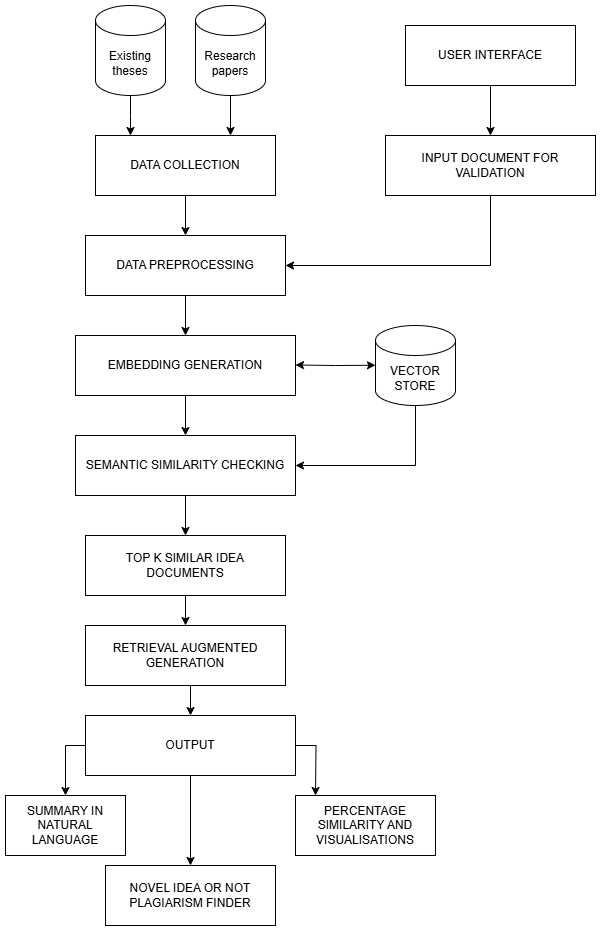 Existing
theses
Research
papers
USER INTERFACE
DATA COLLECTION
INPUT DOCUMENT FOR
VALIDATION
DATA PREPROCESSING
EMBEDDING GENERATION
VECTOR
STORE
SEMANTIC SIMILARITY CHECKING
TOP K SIMILAR IDEA
DOCUMENTS
RETRIEVAL AUGMENTED
GENERATION
OUTPUT
SUMMARY IN
NATURAL
LANGUAGE
PERCENTAGE
SIMILARITY AND
VISUALISATIONS
NOVEL IDEA OR NOT
PLAGIARISM FINDER